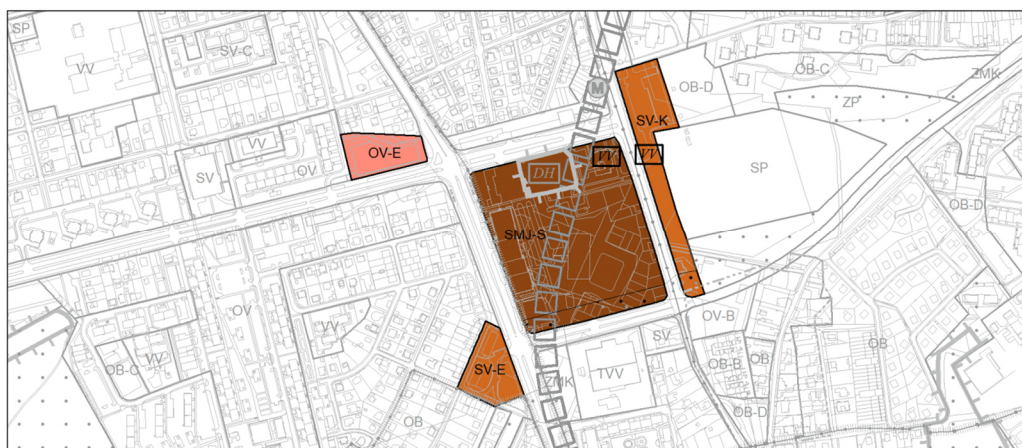 SP
VV
SV-C
M
OB-C
ZMK
OB-D
ZP
SV-K
VV
OV-E
VV
VV
SV
OV
DH
SP
OB-D
SMJ-S
OV
OV-B
VV
SV
OB
VV
OB-C
SV-E
ZMK
TVV
OB-B
OB
OB-D
OB